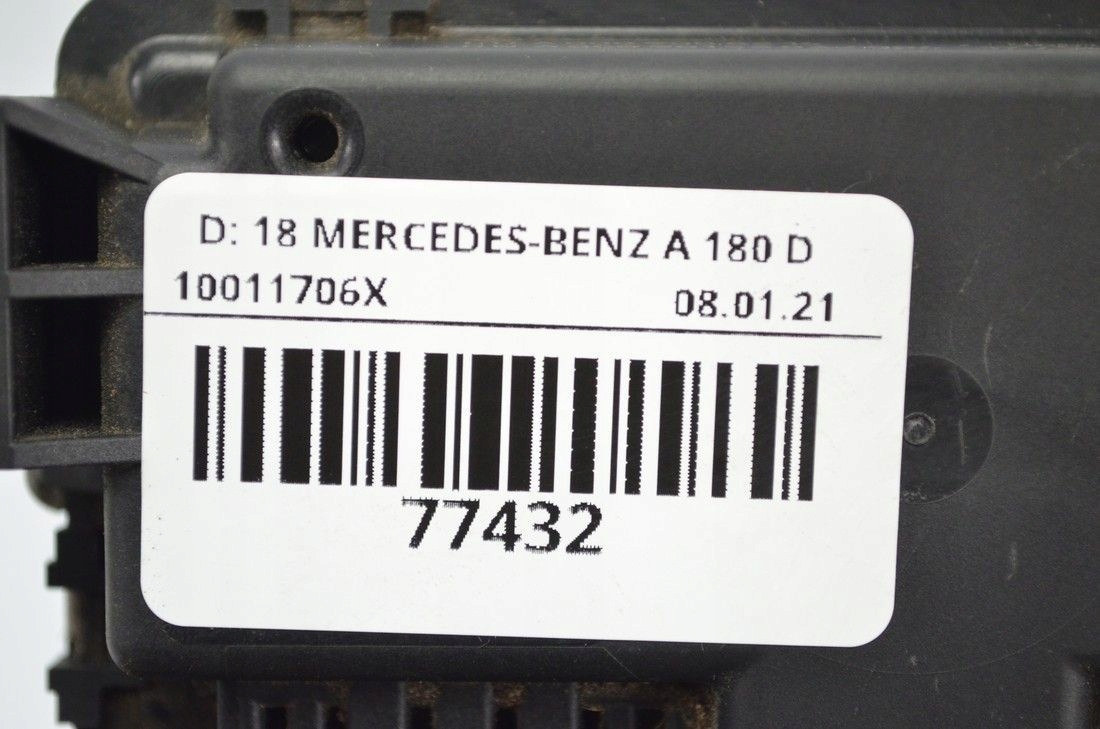 D: 18 MERCEDES-BENZ A 180 D
10011706X 08.01.21
77432